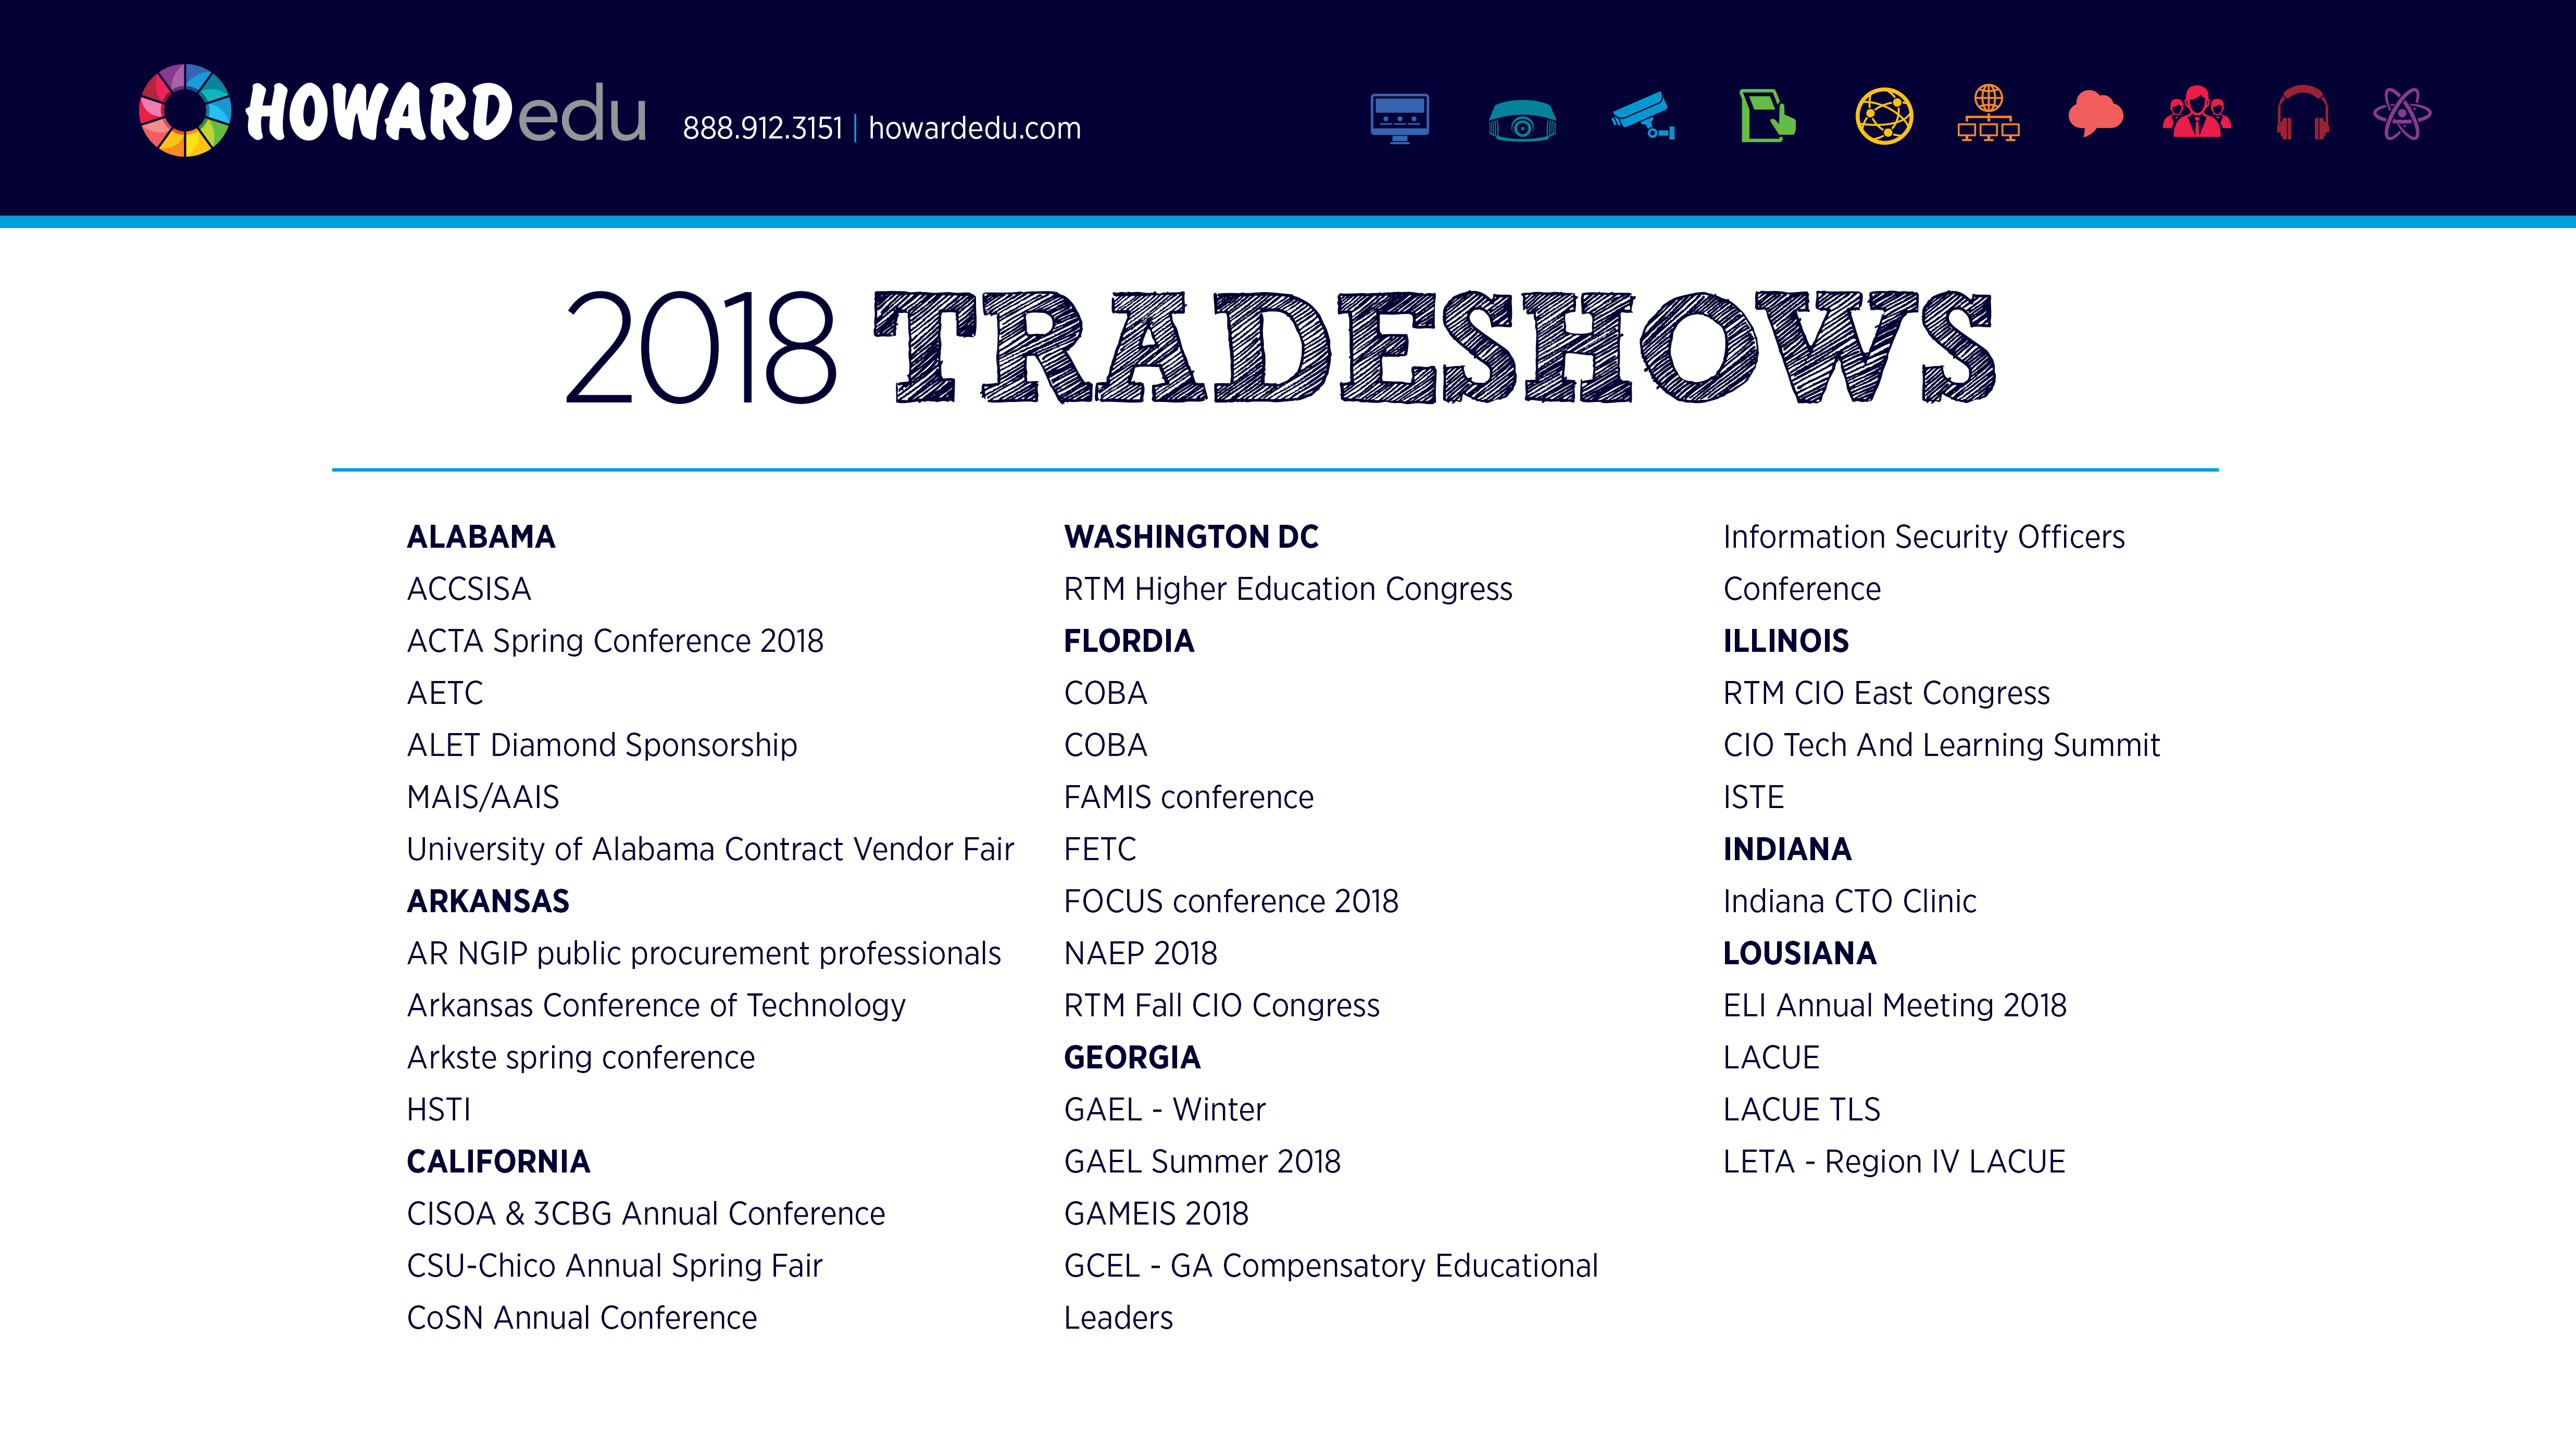 HOWARD edu 888.912.3151 | howardedu.com
2018 TRADESHOWS
ALABAMA
ACCSISA
ACTA Spring Conference 2018
AETC
ALET Diamond Sponsorship
MAIS/AAIS
University of Alabama Contract Vendor Fair
ARKANSAS
AR NGIP public procurement professionals
Arkansas Conference of Technology
Arkste spring conference
HSTI
CALIFORNIA
CISOA & 3CBG Annual Conference
CSU-Chico Annual Spring Fair
CoSN Annual Conference
WASHINGTON DC
RTM Higher Education Congress
FLORDIA
COBA
COBA
FAMIS conference
FETC
FOCUS conference 2018
NAEP 2018
RTM Fall CIO Congress
GEORGIA
GAEL - Winter
GAEL Summer 2018
GAMEIS 2018
GCEL - GA Compensatory Educational
Leaders
Information Security Officers
Conference
ILLINOIS
RTM CIO East Congress
CIO Tech And Learning Summit
ISTE
INDIANA
Indiana CTO Clinic
LOUSIANA
ELI Annual Meeting 2018
LACUE
LACUE TLS
LETA - Region IV LACUE